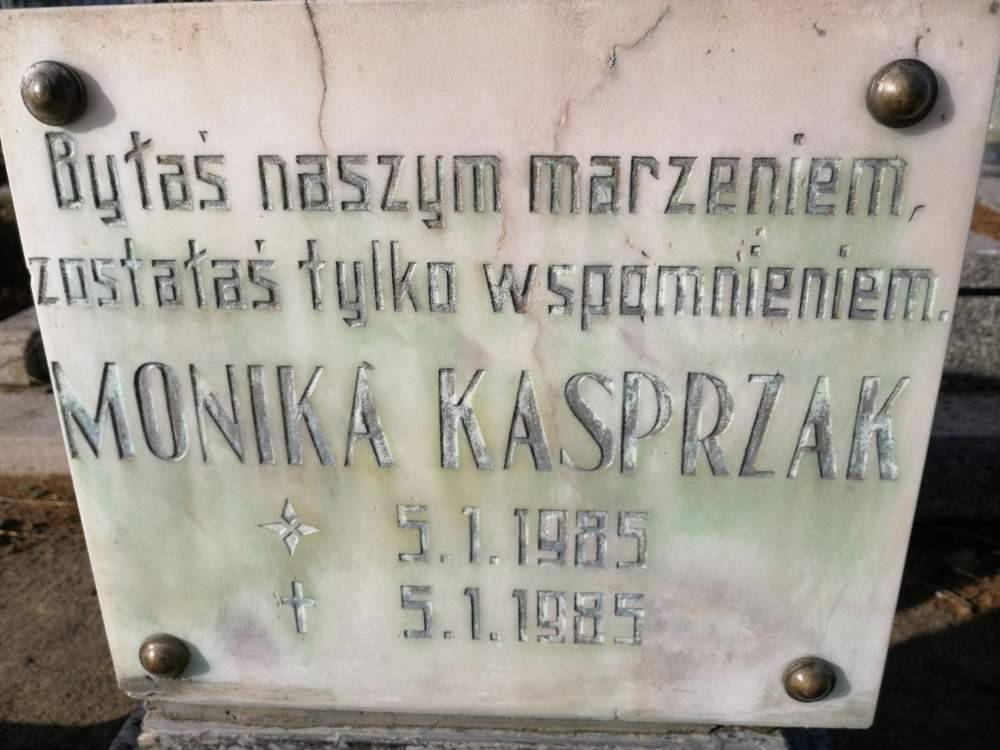 Byłaś naszym marzeniem,
zostałaś tylko wspomnieniem.
MONIKA KASPRZAK
5.1.1985
5.1.1985